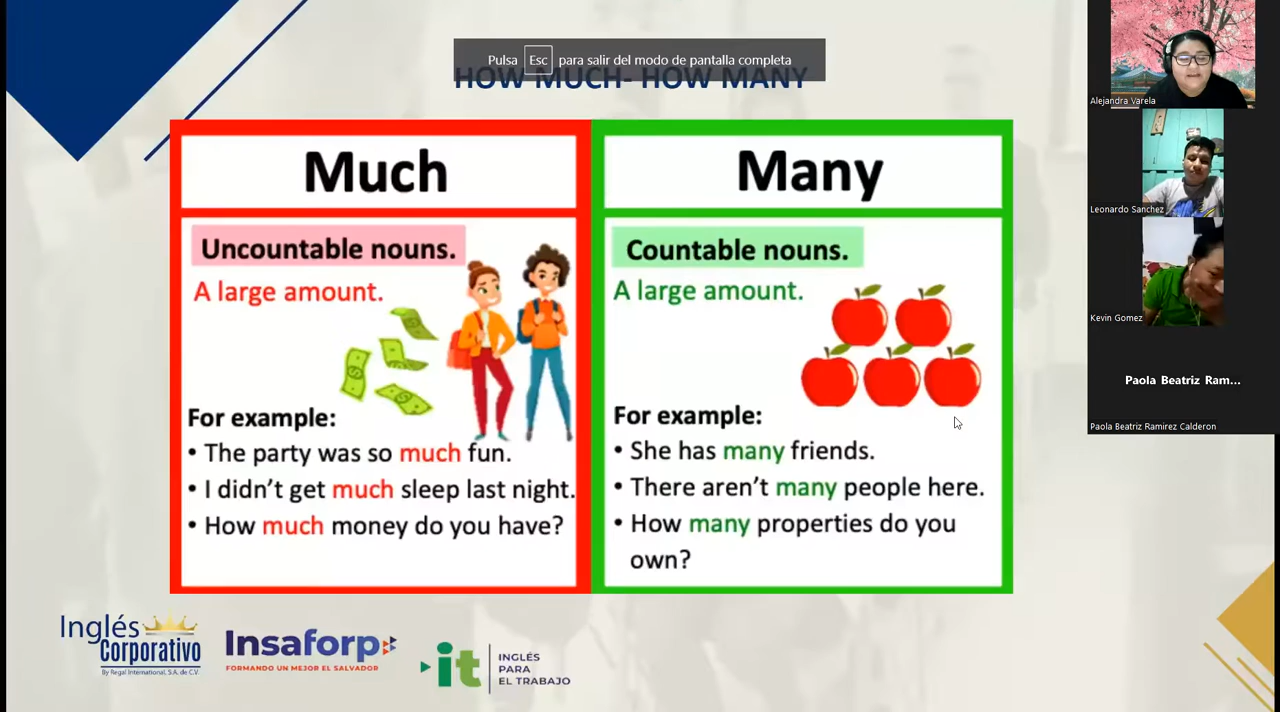 Pulsa Esc para salir del modo de pantalla completa
HOW MUCH- HOW MANY
Much
Uncountable nouns.
A large amount.
For example:
• The party was so much fun.
• I didn't get much sleep last night.
• How much money do you have?
Many
Countable nouns.
A large amount.
For example:
• She has many friends.
• There aren't many people here.
• How many properties do you
own?
Alejandra Varela
Leonardo Sanchez
Kevin Gomez
Paola Beatriz Ram...
Paola Beatriz Ramirez Calderon
Inglés
Corporativo
By Regal International, S.A. de C.V.
Insaforp
FORMANDO UN MEJOR EL SALVADOR
it
INGLÉS
PARA
EL TRABAJO